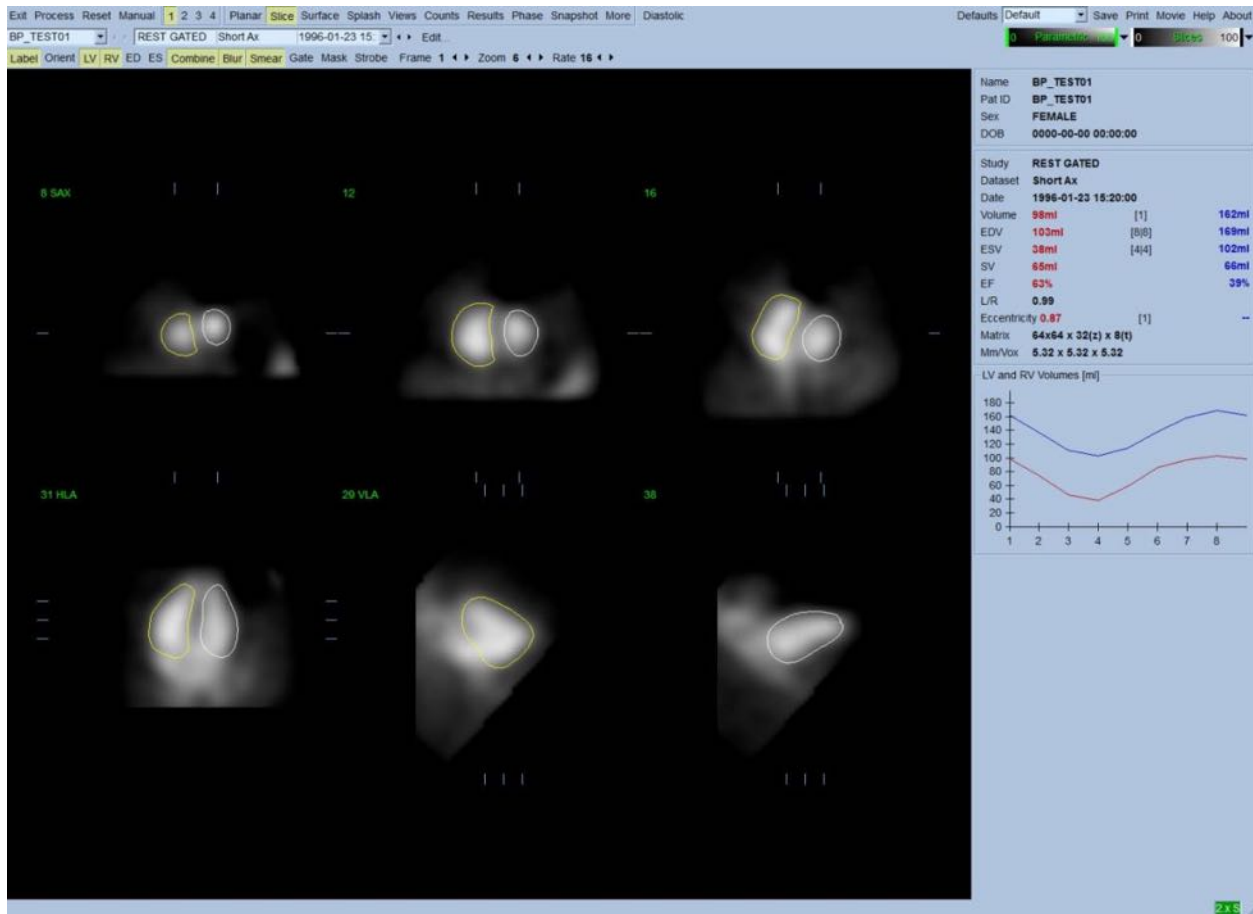 Exit Process Reset Manual 1 2 3 4 Planar Slice Surface Splash Views Counts Results Phase Snapshot More Diastolic Defaults Default Save Print Movie Help About
BP_TEST01 REST GATED Short Ax 1996-01-23 15: Edit... 0 Parametric 0 Slices 100
Label Orient LV RV ED ES Combine Blur Smear Gate Mask Strobe Frame 1 Zoom 6 Rate 16
Name BP_TEST01
Pat ID BP_TEST01
Sex FEMALE
DOB 0000-00-00 00:00:00
Study REST GATED
Dataset Short Ax
Date 1996-01-23 15:20:00
Volume 98ml [1] 162ml
EDV 103ml [8|8] 169ml
ESV 38ml [4|4] 102ml
SV 65ml 66ml
EF 63% 39%
L/R 0.99
Eccentricity 0.87 [1] --
Matrix 64x64 x 32(z) x 8(t)
Mm/Vox 5.32 x 5.32 x 5.32
LV and RV Volumes [ml]
180
160
140
120
100
80
60
40
20
0
1 2 3 4 5 6 7 8
8 SAX 12 16
31 HLA 29 VLA 38
2 x S